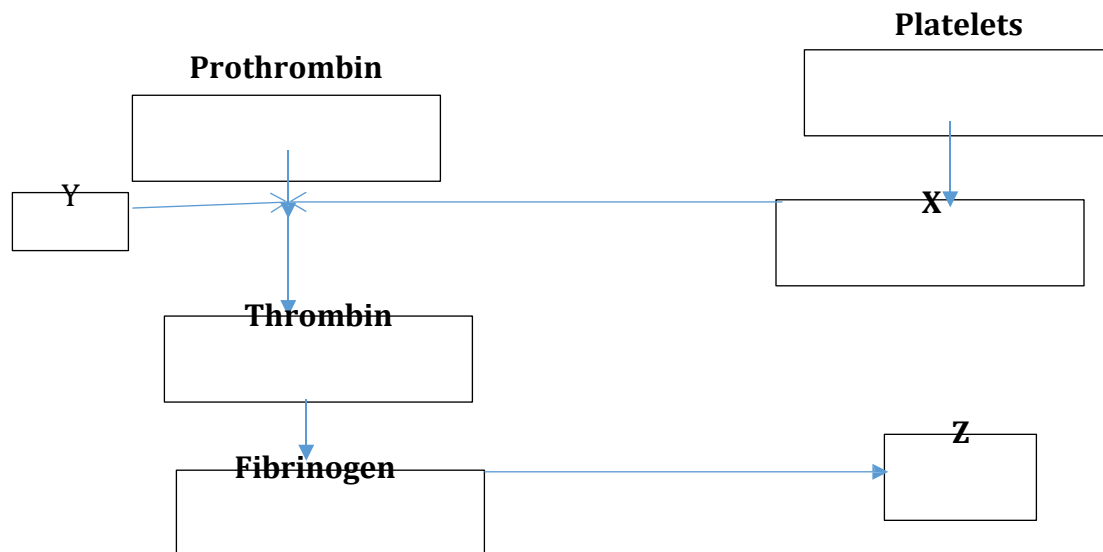 Platelets
Prothrombin
Y
X
Thrombin
Z
Fibrinogen